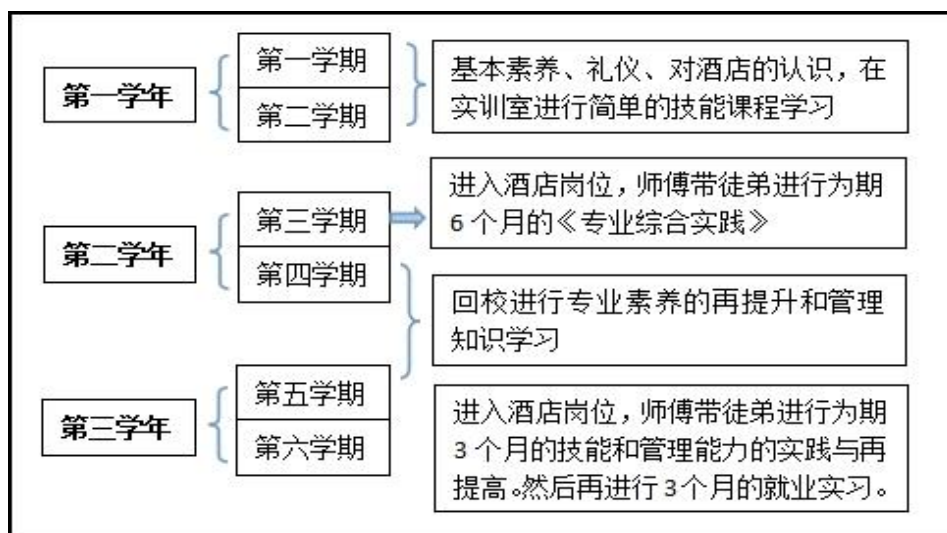 第一学年
第一学期
第二学期
基本素养、礼仪、对酒店的认识，在
实训室进行简单的技能课程学习
第二学年
第三学期
第四学期
进入酒店岗位，师傅带徒弟进行为期
6个月的《专业综合实践》
回校进行专业素养的再提升和管理
知识学习
第三学年
第五学期
第六学期
进入酒店岗位，师傅带徒弟进行为期
3个月的技能和管理能力的实践与再
提高。然后再进行3个月的就业实习。